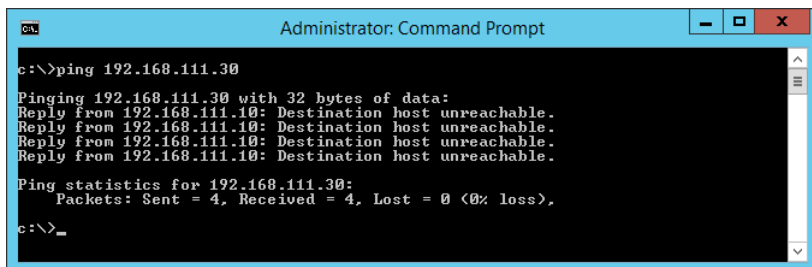 Administrator: Command Prompt
c:\>ping 192.168.111.30
Pinging 192.168.111.30 with 32 bytes of data:
Reply from 192.168.111.10: Destination host unreachable.
Reply from 192.168.111.10: Destination host unreachable.
Reply from 192.168.111.10: Destination host unreachable.
Reply from 192.168.111.10: Destination host unreachable.
Ping statistics for 192.168.111.30:
Packets: Sent = 4, Received = 4, Lost = 0 (0% loss),
c:\>_